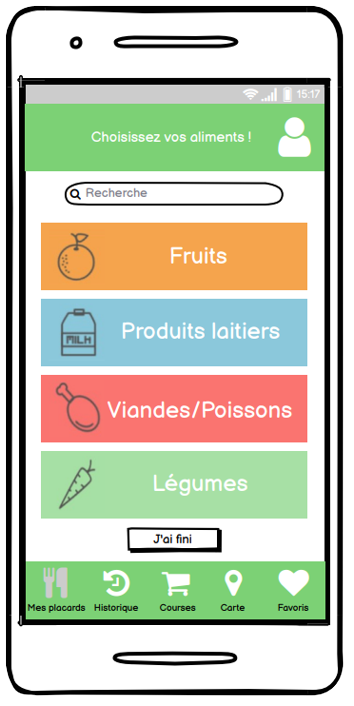 15:17
Choisissez vos aliments !
Recherche
Fruits
MILK
Produits laitiers
Viandes/Poissons
Légumes
J'ai fini
Mes placards Historique Courses Carte Favoris